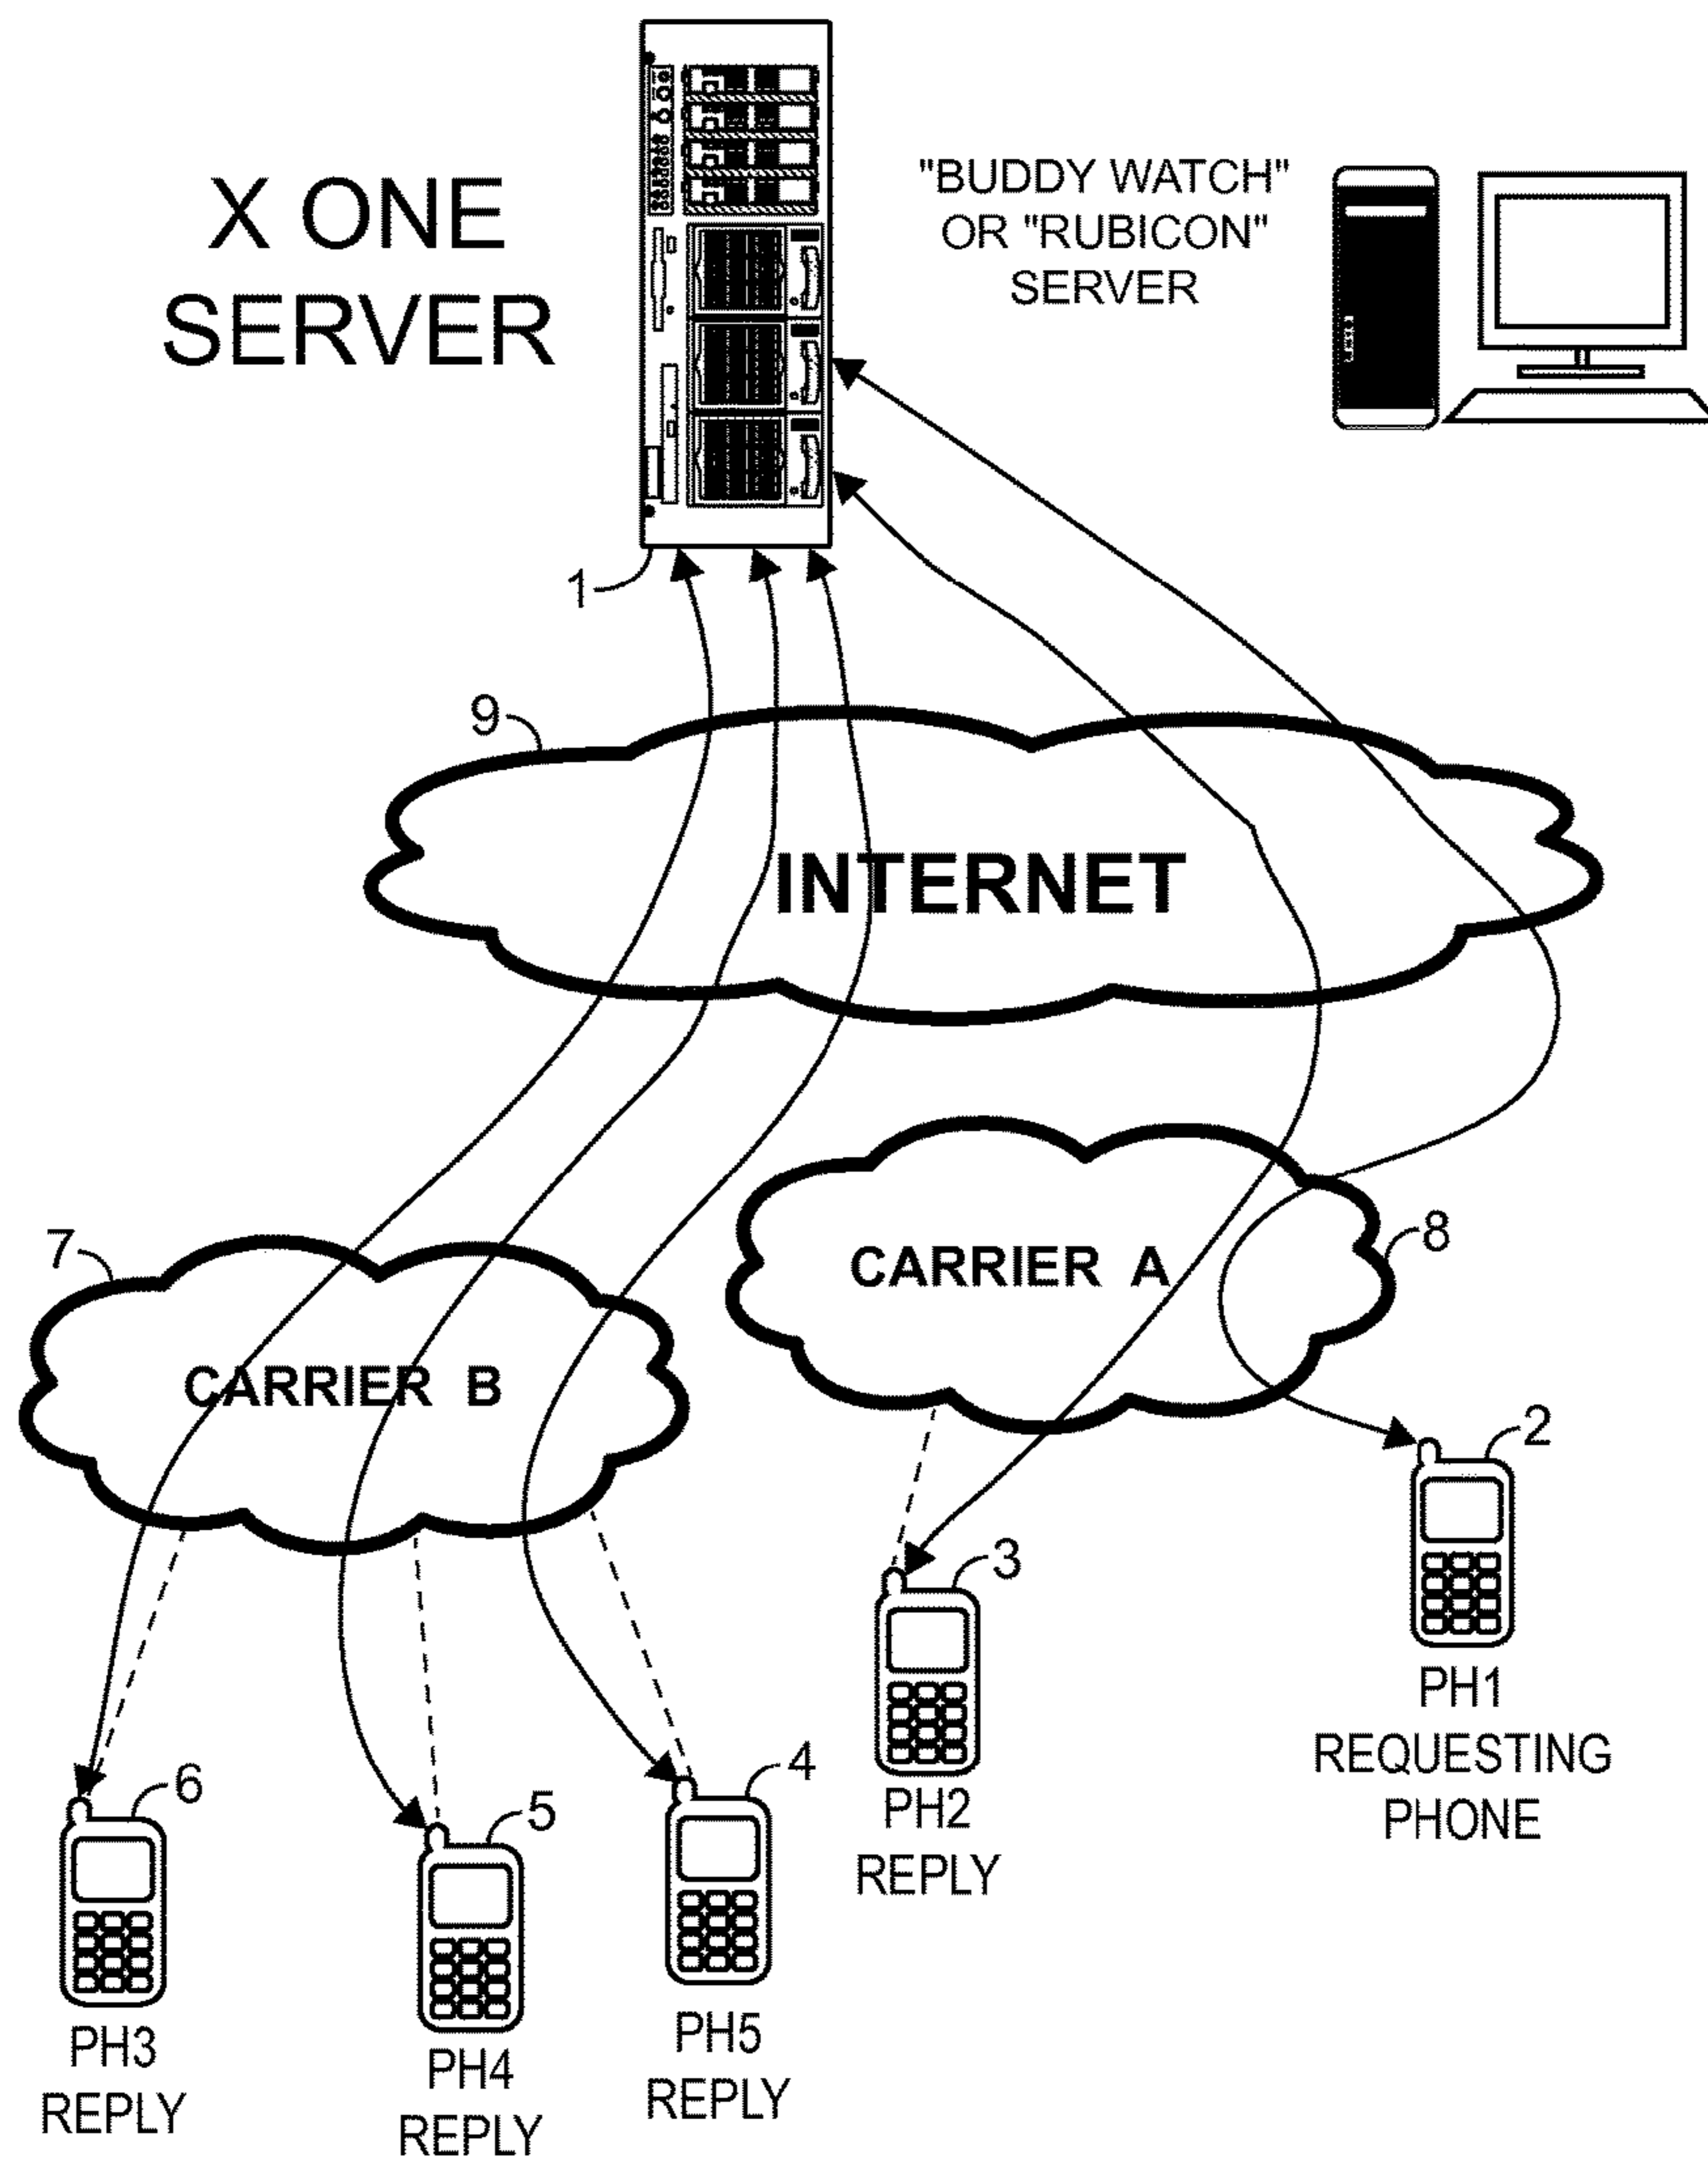 X ONE
SERVER
"BUDDY WATCH"
OR "RUBICON"
SERVER
1
9
INTERNET
7
CARRIER B
CARRIER A
8
2
PH1
REQUESTING
PHONE
3
PH2
REPLY
6
PH3
REPLY
5
PH4
REPLY
4
PH5
REPLY